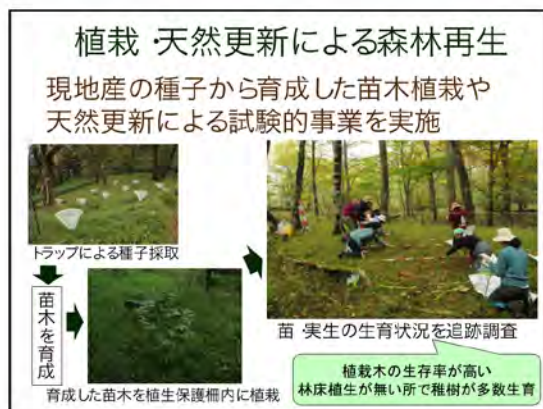 植栽・天然更新による森林再生
現地産の種子から育成した苗木植栽や
天然更新による試験的事業を実施
トラップによる種子採取
苗木を育成
育成した苗木を植生保護柵内に植栽
苗・実生の生育状況を追跡調査
植栽木の生存率が高い
林床植生が無い所で稚樹が多数生育